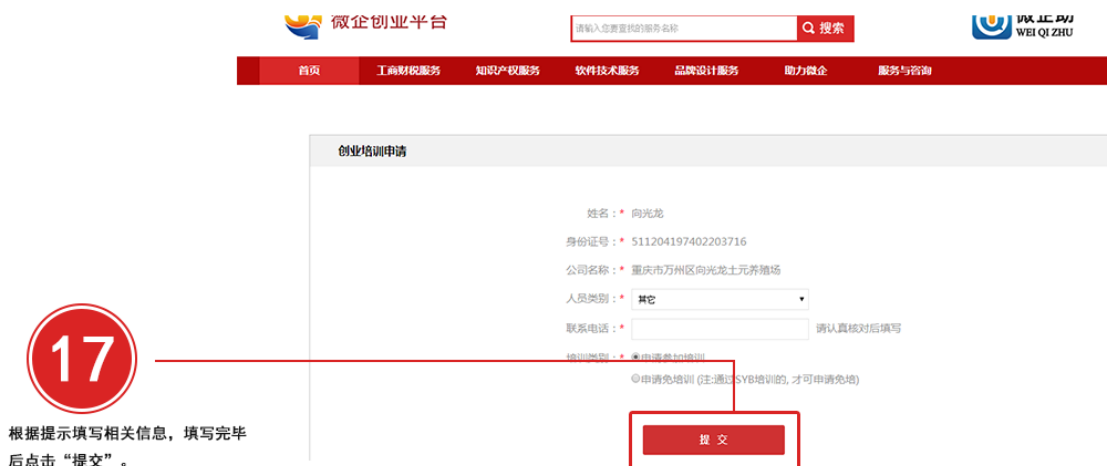 微企创业平台
请输入您要查找的服务名称
搜索
微企助
WEI QI ZHU
首页 工商财税服务 知识产权服务 软件技术服务 品牌设计服务 助力微企 服务与咨询
创业培训申请
姓名：* 向光龙
身份证号：* 511204197402203716
公司名称：* 重庆市万州区向光龙土元养殖场
人员类别：* 其它
联系电话：* 请认真核对后填写
培训类别：* 申请参加培训
申请免培训 (注:通过SYB培训的, 才可申请免培)
提 交
17
根据提示填写相关信息，填写完毕
后点击“提交”。